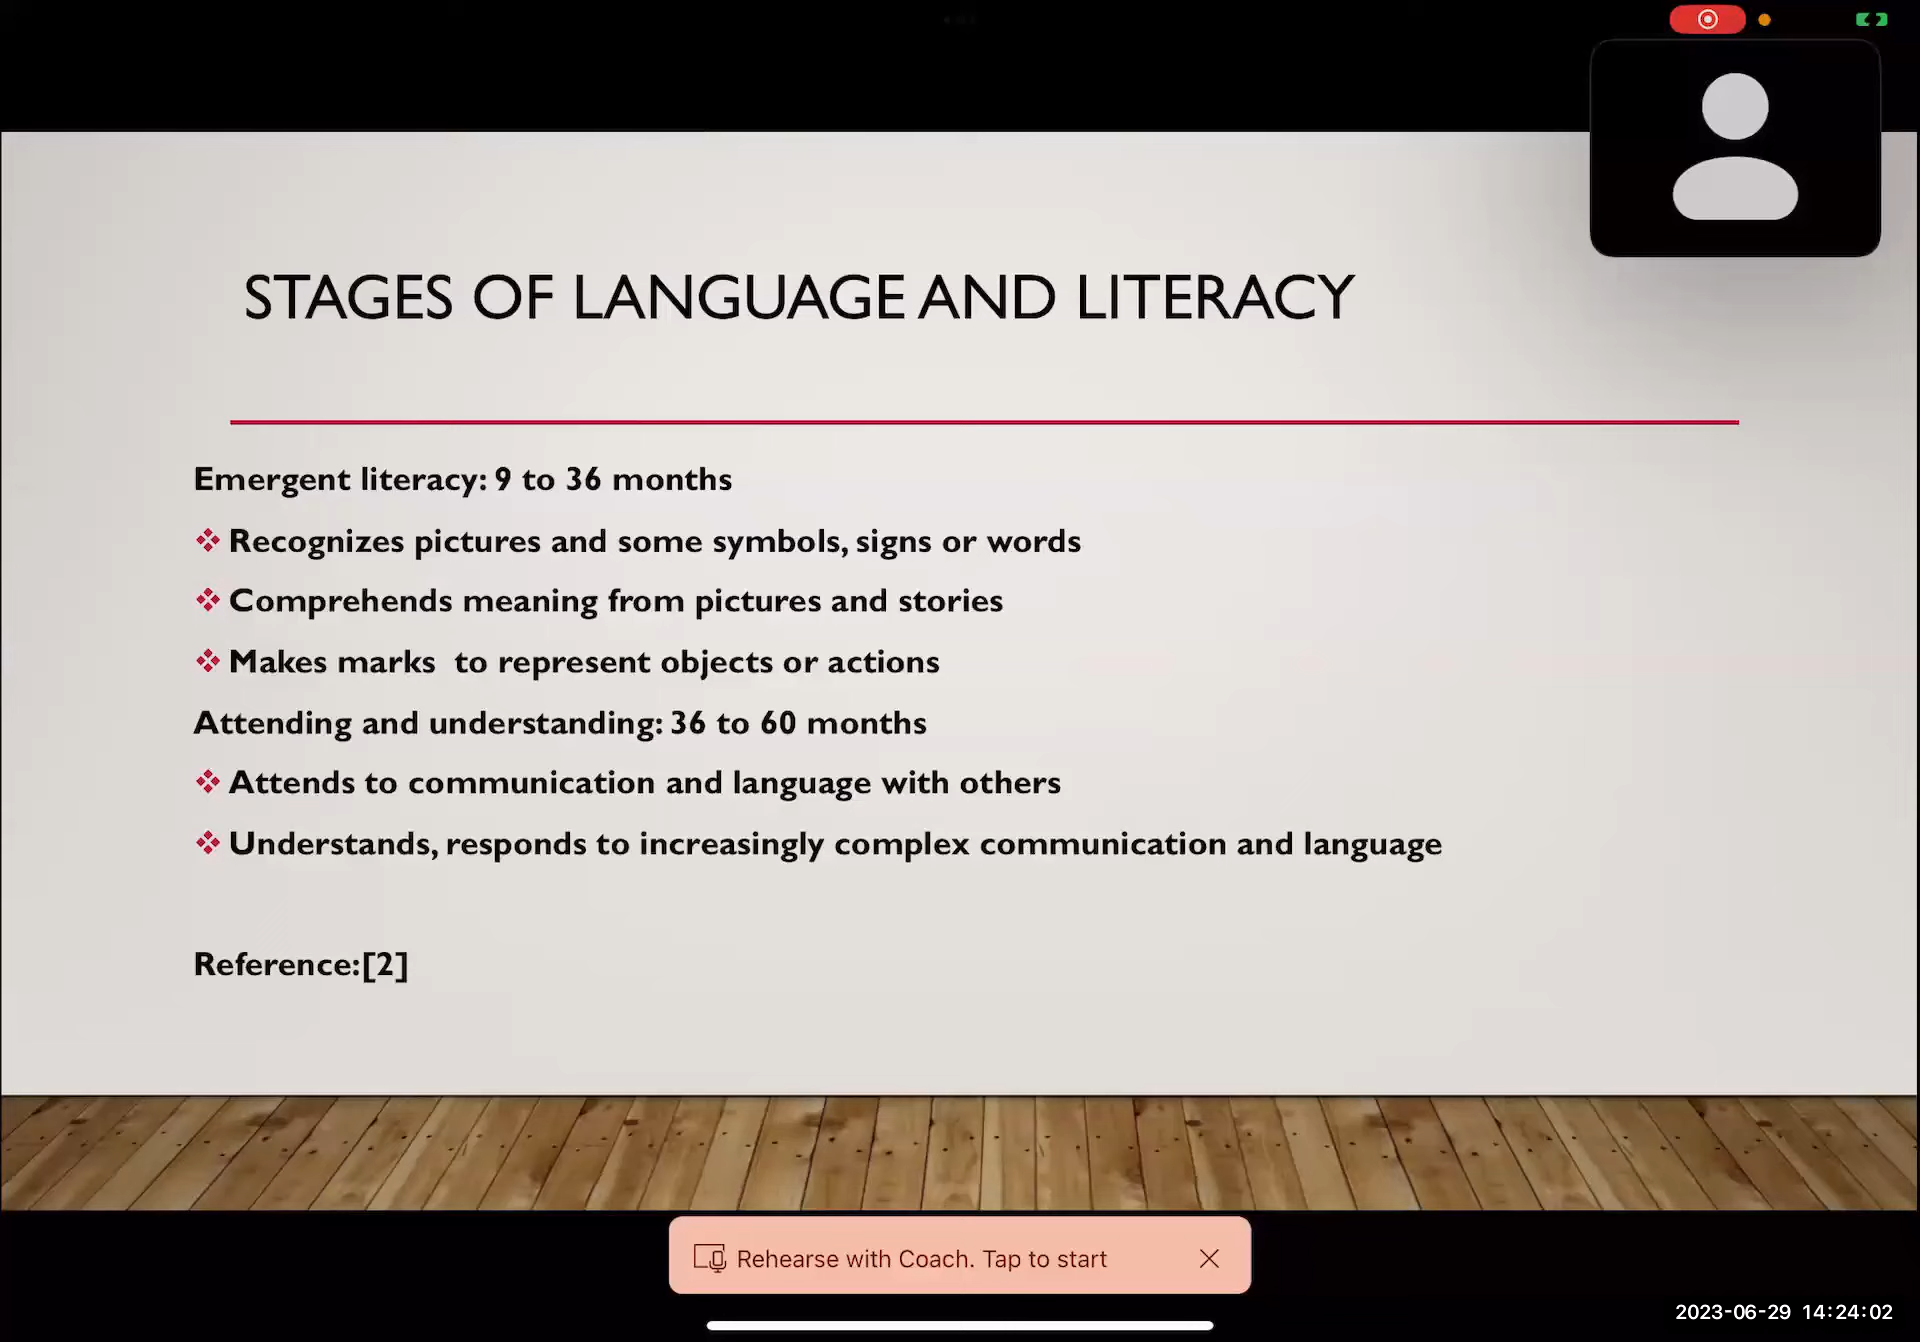 STAGES OF LANGUAGE AND LITERACY
Emergent literacy: 9 to 36 months
Recognizes pictures and some symbols, signs or words
Comprehends meaning from pictures and stories
Makes marks  to represent objects or actions
Attending and understanding: 36 to 60 months
Attends to communication and language with others
Understands, responds to increasingly complex communication and language
Reference:[2]
Rehearse with Coach. Tap to start
2023-06-29 14:24:02